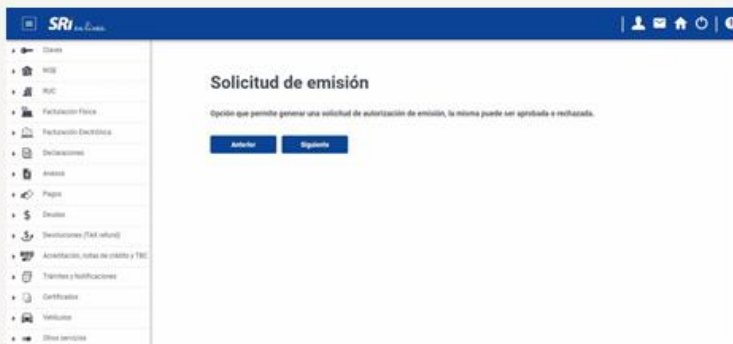 SRi en Línea
Claves
RISE
RUC
Facturación Física
Facturación Electrónica
Declaraciones
Anexos
Pagos
Deudas
Devoluciones (TAX refund)
Acreditación, notas de crédito y TBC
Trámites y Notificaciones
Certificados
Vehículos
Otros servicios
Solicitud de emisión
Opción que permite generar una solicitud de autorización de emisión, la misma puede ser aprobada o rechazada.
Anterior Siguiente